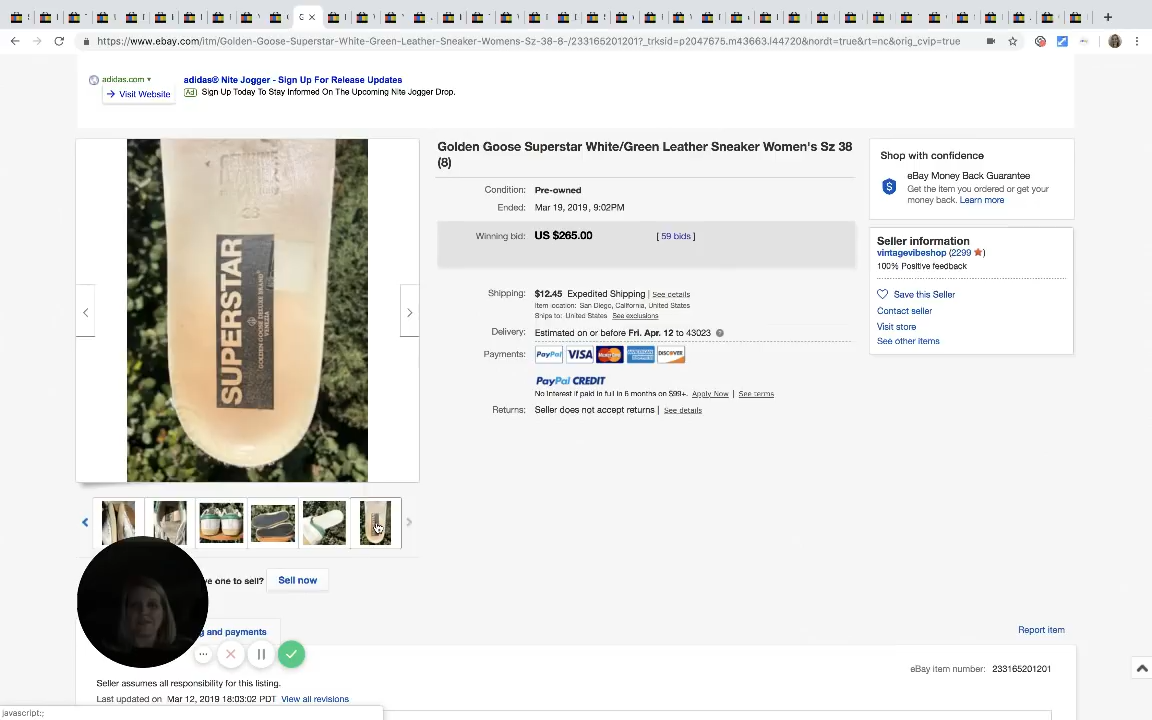 https://www.ebay.com/itm/Golden-Goose-Superstar-White-Green-Leather-Sneaker-Womens-Sz-38-8-/233165201201?_trksid=p2047675.m43663.l44720&nordt=true&rt=nc&orig_cvip=true
adidas.com
adidas® Nite Jogger - Sign Up For Release Updates
Visit Website
Ad Sign Up Today To Stay Informed On The Upcoming Nite Jogger Drop.
SUPERSTAR
GOLDEN GOOSE DELUXE BRAND
VENEZIA
Golden Goose Superstar White/Green Leather Sneaker Women's Sz 38
(8)
Condition: Pre-owned
Ended: Mar 19, 2019, 9:02PM
Winning bid: US $265.00 [ 59 bids ]
Shipping: $12.45 Expedited Shipping | See details
Item location: San Diego, California, United States
Ships to: United States See exclusions
Delivery: Estimated on or before Fri. Apr. 12 to 43023
Payments: PayPal VISA MasterCard AMERICAN EXPRESS DISCOVER
PayPal CREDIT
No Interest if paid in full in 6 months on $99+. Apply Now | See terms
Returns: Seller does not accept returns | See details
Shop with confidence
eBay Money Back Guarantee
Get the item you ordered or get your
money back. Learn more
Seller information
vintagevibeshop (2299)
100% Positive feedback
Save this Seller
Contact seller
Visit store
See other items
ve one to sell? Sell now
g and payments
Report item
Seller assumes all responsibility for this listing.
eBay item number: 233165201201
Last updated on Mar 12, 2019 18:03:02 PDT View all revisions
javascript:;